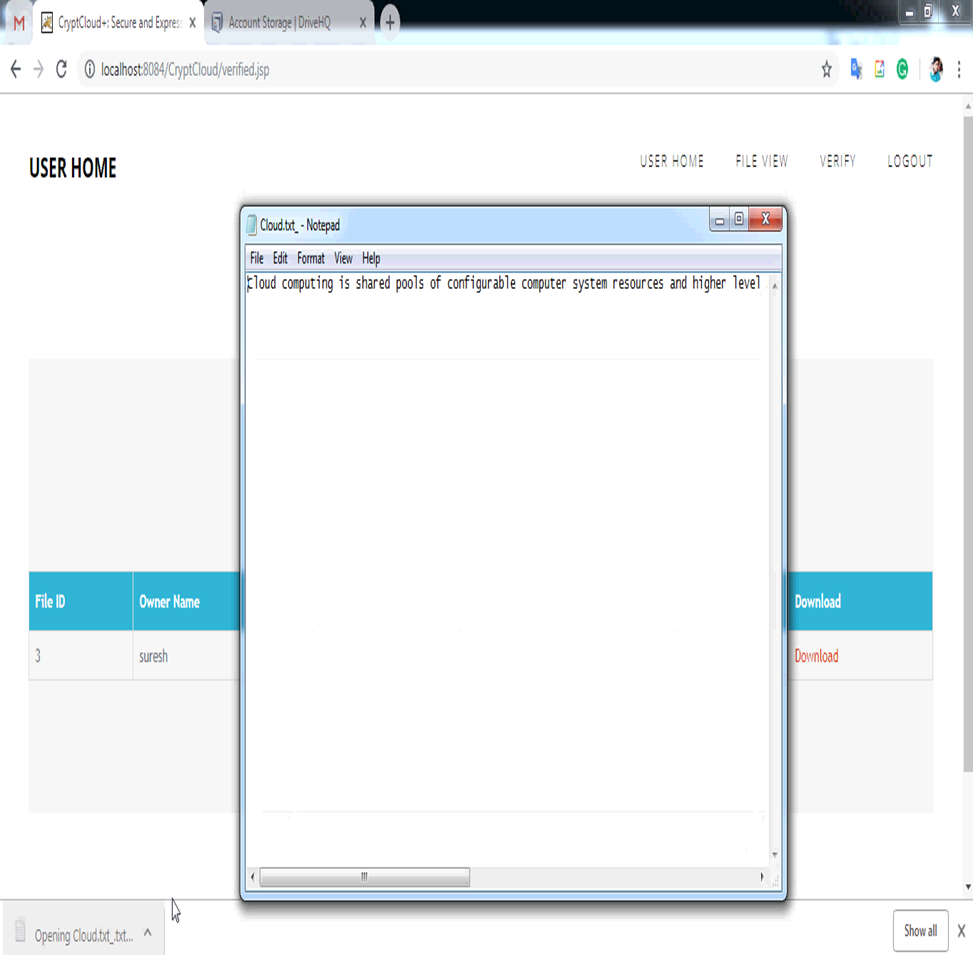 M CryptCloud+: Secure and Expres Account Storage | DriveHQ
localhost:8084/CryptCloud/verified.jsp
USER HOME USER HOME FILE VIEW VERIFY LOGOUT
Cloud.txt_ - Notepad
File Edit Format View Help
Cloud computing is shared pools of configurable computer system resources and higher level
File ID Owner Name Download
3 suresh Download
Opening Cloud.txt_.txt... Show all